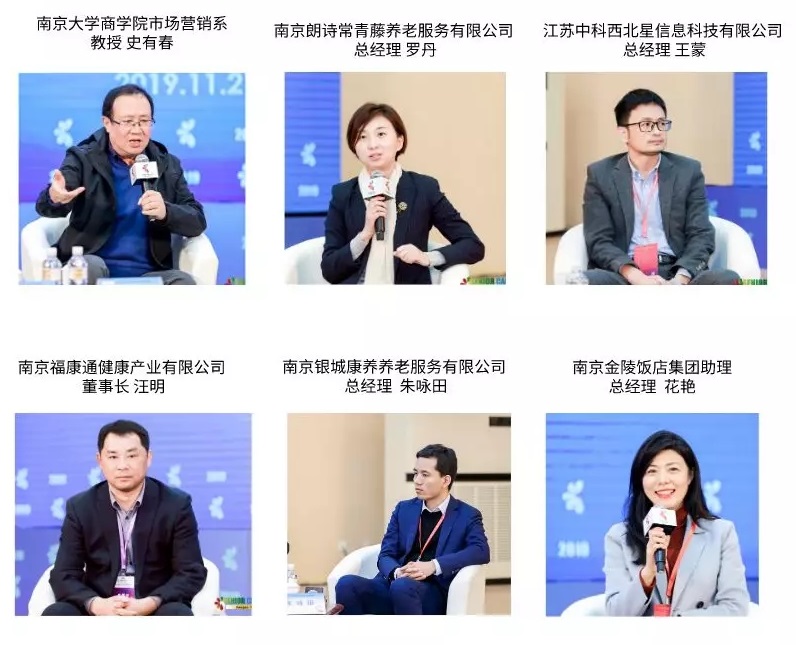 南京大学商学院市场营销系
教授 史有春
南京朗诗常青藤养老服务有限公司
总经理 罗丹
江苏中科西北星信息科技有限公司
总经理 王蒙
2019.11.2
2019
南京福康通健康产业有限公司
董事长 汪明
南京银城康养养老服务有限公司
总经理 朱咏田
南京金陵饭店集团助理
总经理 花艳
2019